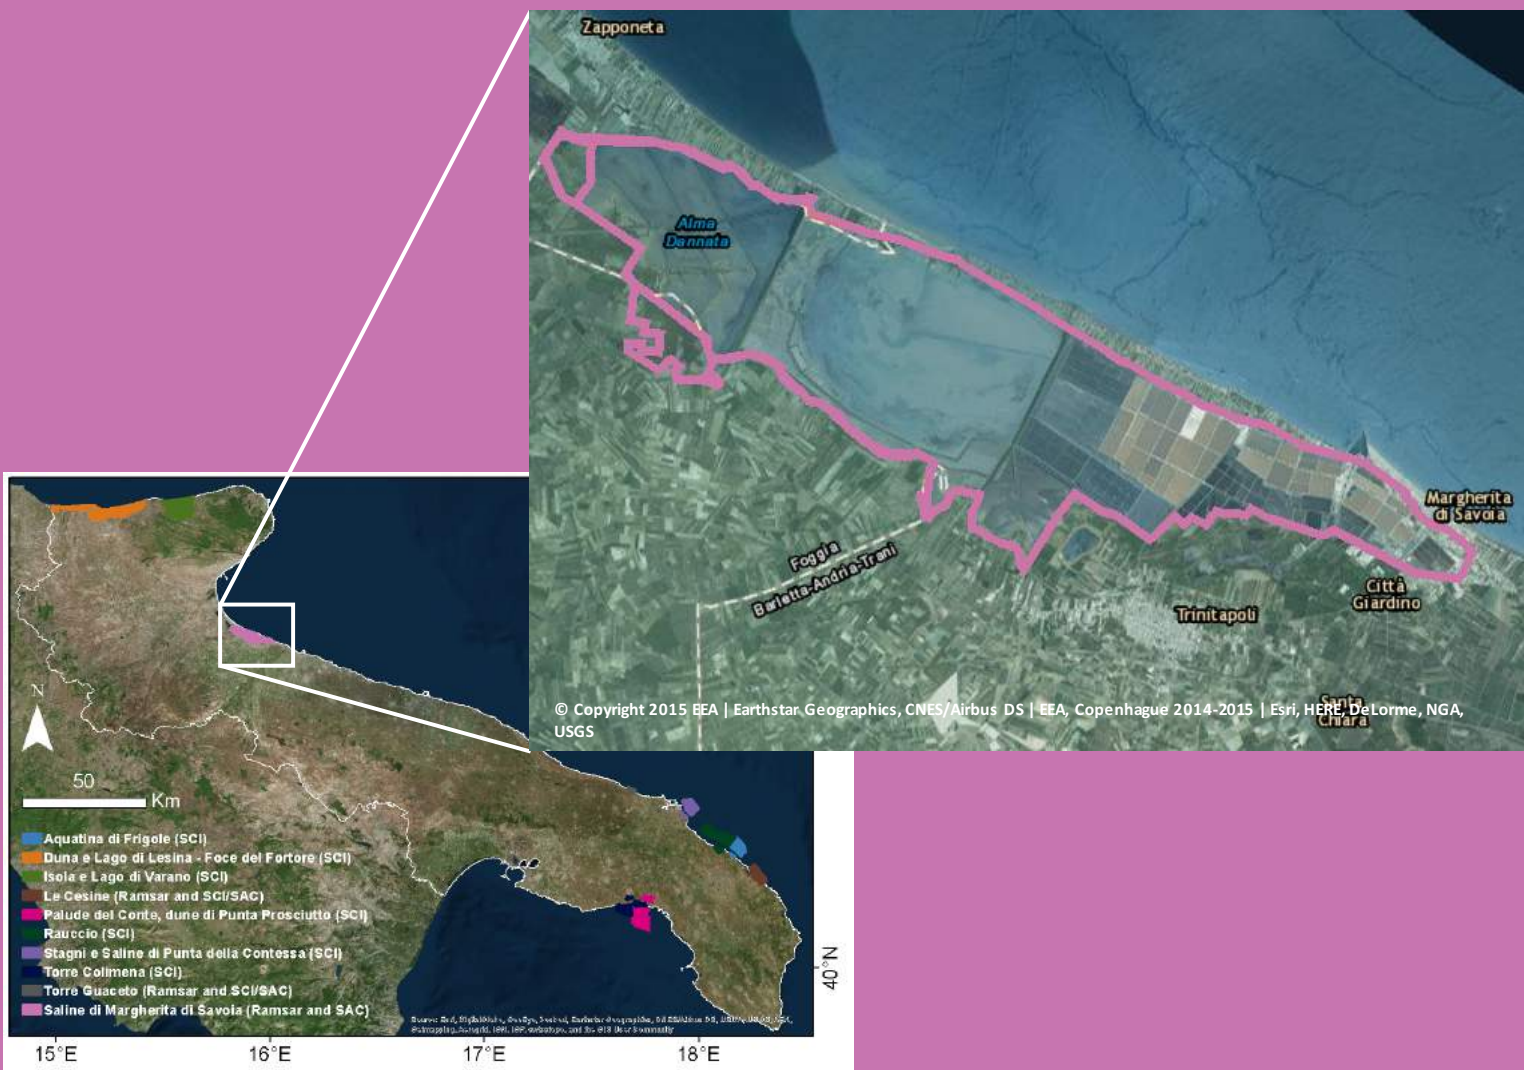 Zapponeta
Alma
Dannata
Margherita
di Savoia
Foggia
Barletta-Andria-Trani
Città
Giardino
Trinitapoli
Santa
Chiara
© Copyright 2015 EEA | Earthstar Geographics, CNES/Airbus DS | EEA, Copenhague 2014-2015 | Esri, HERE, DeLorme, NGA,
USGS
N
50
Km
Aquatina di Frigole (SCI)
Duna e Lago di Lesina - Foce del Fortore (SCI)
Isola e Lago di Varano (SCI)
Le Cesine (Ramsar and SCI/SAC)
Palude del Conte, dune di Punta Prosciutto (SCI)
Rauccio (SCI)
Stagni e Saline di Punta della Contessa (SCI)
Torre Colimena (SCI)
Torre Guaceto (Ramsar and SCI/SAC)
Saline di Margherita di Savoia (Ramsar and SAC)
40°N
15°E
16°E
17°E
18°E